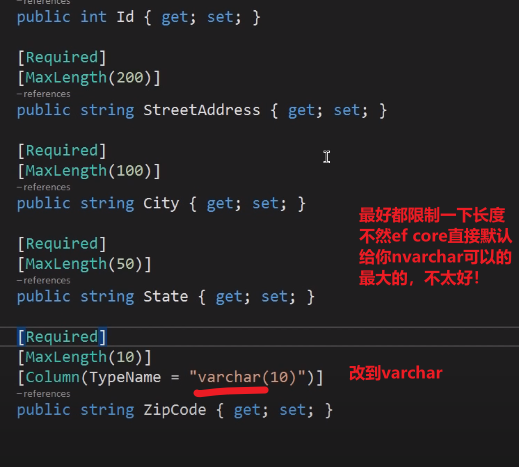 – references
public int Id { get; set; }
[Required]
[MaxLength(200)]
– references
public string StreetAddress { get; set; }
[Required]
[MaxLength(100)]
– references
public string City { get; set; }
最好都限制一下长度
不然ef core直接默认
给你nvarchar可以的
最大的，不太好！
[Required]
[MaxLength(50)]
– references
public string State { get; set; }
[Required]
[MaxLength(10)]
[Column(TypeName = "varchar(10)")]
改到varchar
– references
public string ZipCode { get; set; }